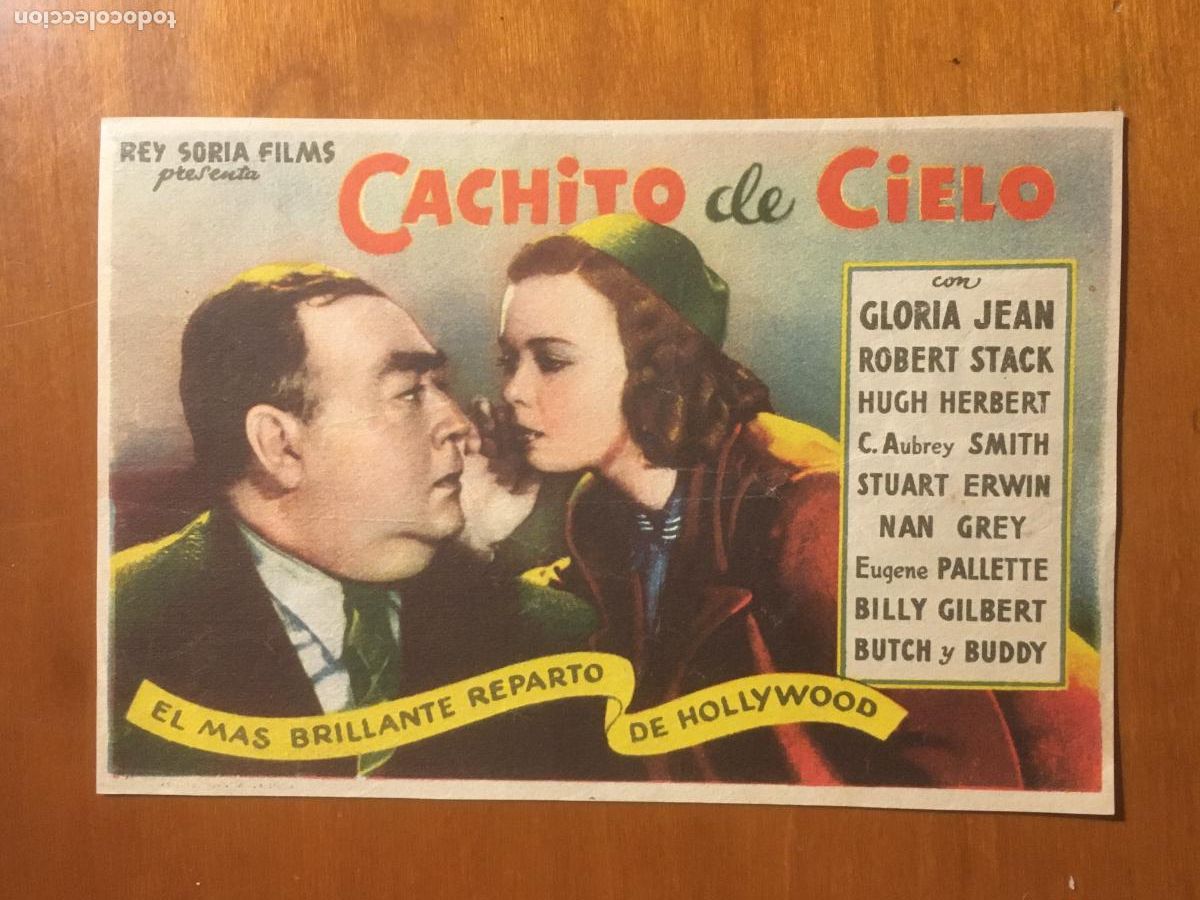 todocoleccion
REY SORIA FILMS
presenta
CACHITO de CIELO
con
GLORIA JEAN
ROBERT STACK
HUGH HERBERT
C. Aubrey SMITH
STUART ERWIN
NAN GREY
Eugene PALLETTE
BILLY GILBERT
BUTCH y BUDDY
EL MAS BRILLANTE REPARTO
DE HOLLYWOOD